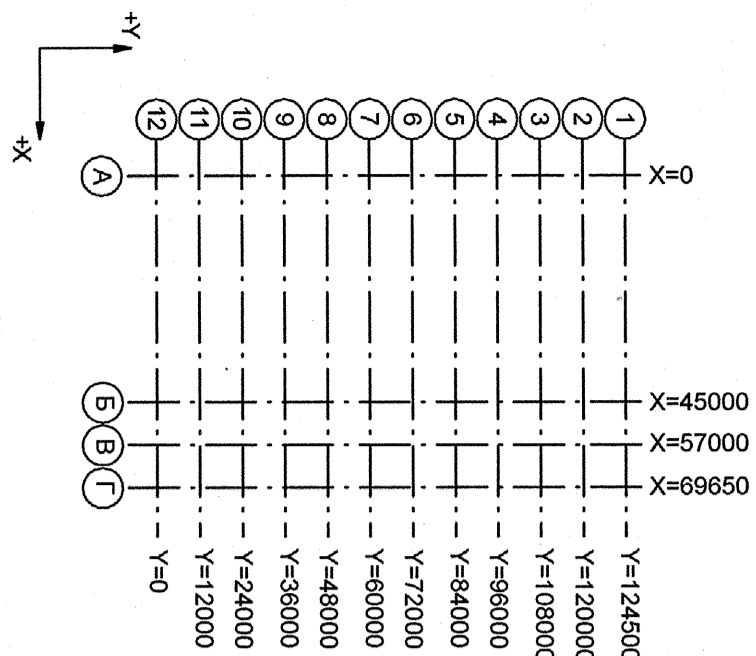 +Y
+X
12
11
10
9
8
7
6
5
4
3
2
1
А
X=0
Б
X=45000
В
X=57000
Г
X=69650
Y=0
Y=12000
Y=24000
Y=36000
Y=48000
Y=60000
Y=72000
Y=84000
Y=96000
Y=108000
Y=120000
Y=124500